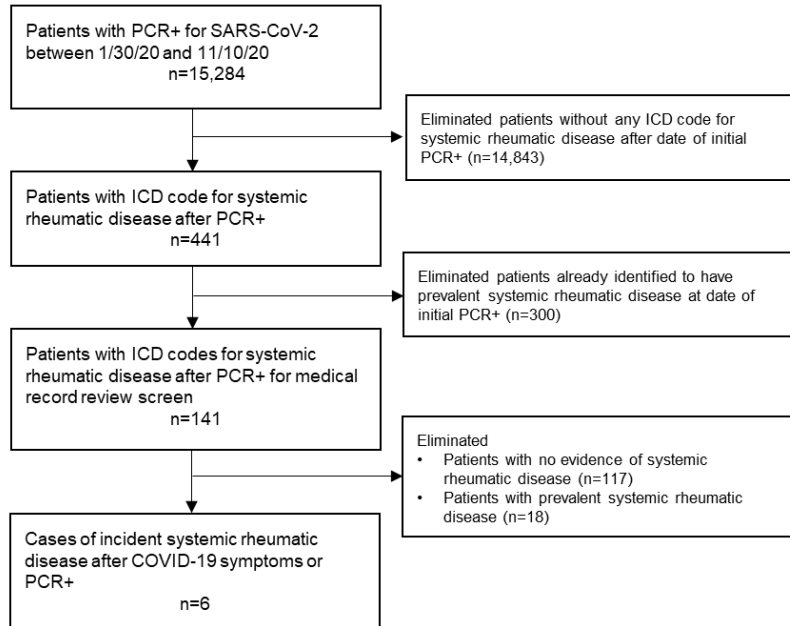 Patients with PCR+ for SARS-CoV-2
between 1/30/20 and 11/10/20
n=15,284
Eliminated patients without any ICD code for
systemic rheumatic disease after date of initial
PCR+ (n=14,843)
Patients with ICD code for systemic
rheumatic disease after PCR+
n=441
Eliminated patients already identified to have
prevalent systemic rheumatic disease at date of
initial PCR+ (n=300)
Patients with ICD codes for systemic
rheumatic disease after PCR+ for medical
record review screen
n=141
Eliminated
• Patients with no evidence of systemic
rheumatic disease (n=117)
• Patients with prevalent systemic rheumatic
disease (n=18)
Cases of incident systemic rheumatic
disease after COVID-19 symptoms or
PCR+
n=6